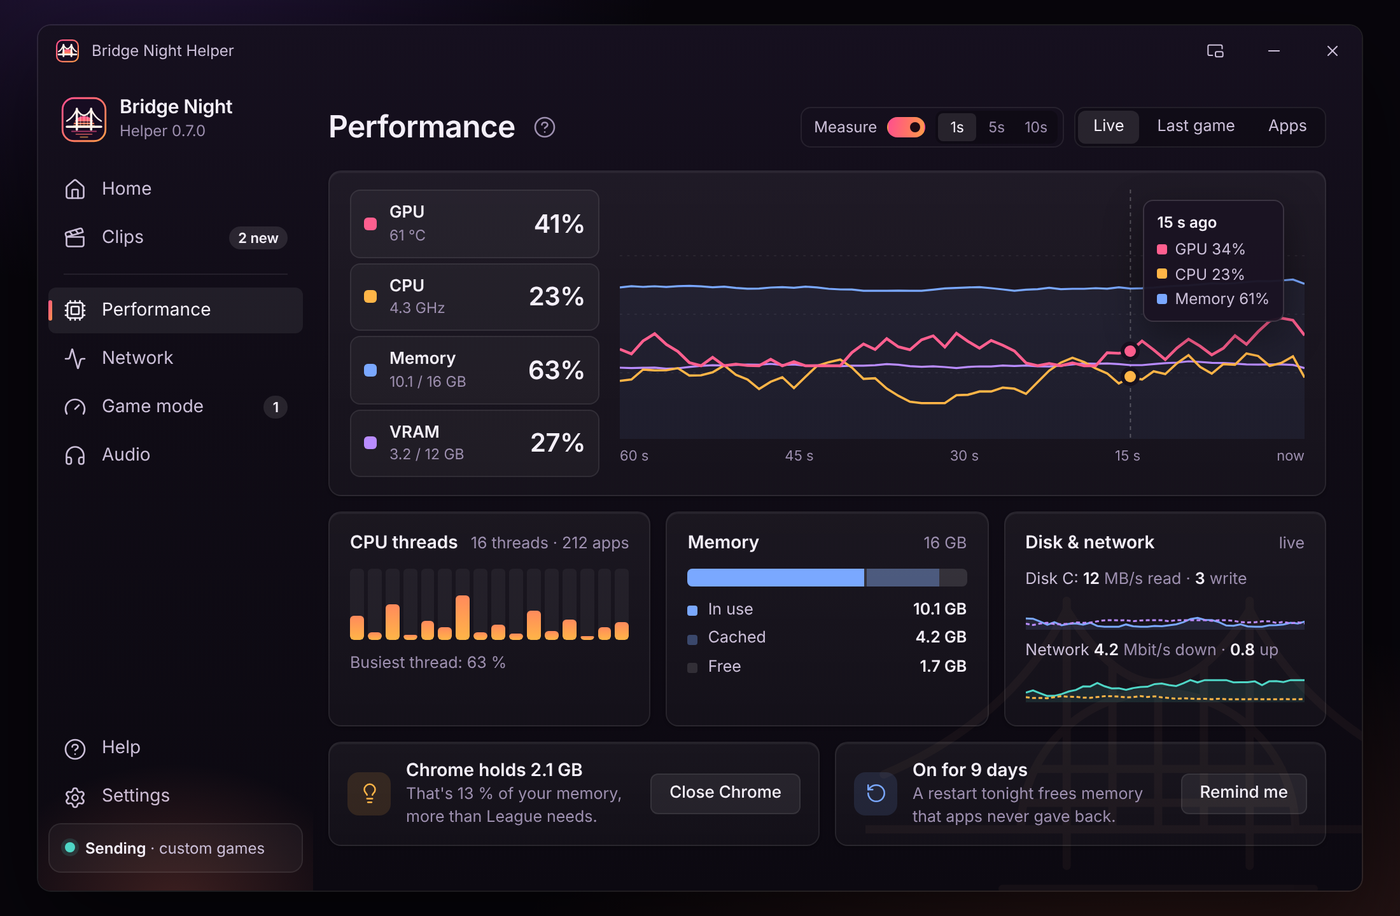 Bridge Night Helper
Bridge Night
Helper 0.7.0
Home
Clips
2 new
Performance
Network
Game mode
1
Audio
Help
Settings
Sending · custom games
Performance
Measure
1s
5s
10s
Live
Last game
Apps
GPU
61 °C
41%
CPU
4.3 GHz
23%
Memory
10.1 / 16 GB
63%
VRAM
3.2 / 12 GB
27%
15 s ago
GPU 34%
CPU 23%
Memory 61%
60 s
45 s
30 s
15 s
now
CPU threads
16 threads · 212 apps
Busiest thread: 63 %
Memory
16 GB
In use
10.1 GB
Cached
4.2 GB
Free
1.7 GB
Disk & network
live
Disk C: 12 MB/s read · 3 write
Network 4.2 Mbit/s down · 0.8 up
Chrome holds 2.1 GB
That's 13 % of your memory,
more than League needs.
Close Chrome
On for 9 days
A restart tonight frees memory
that apps never gave back.
Remind me